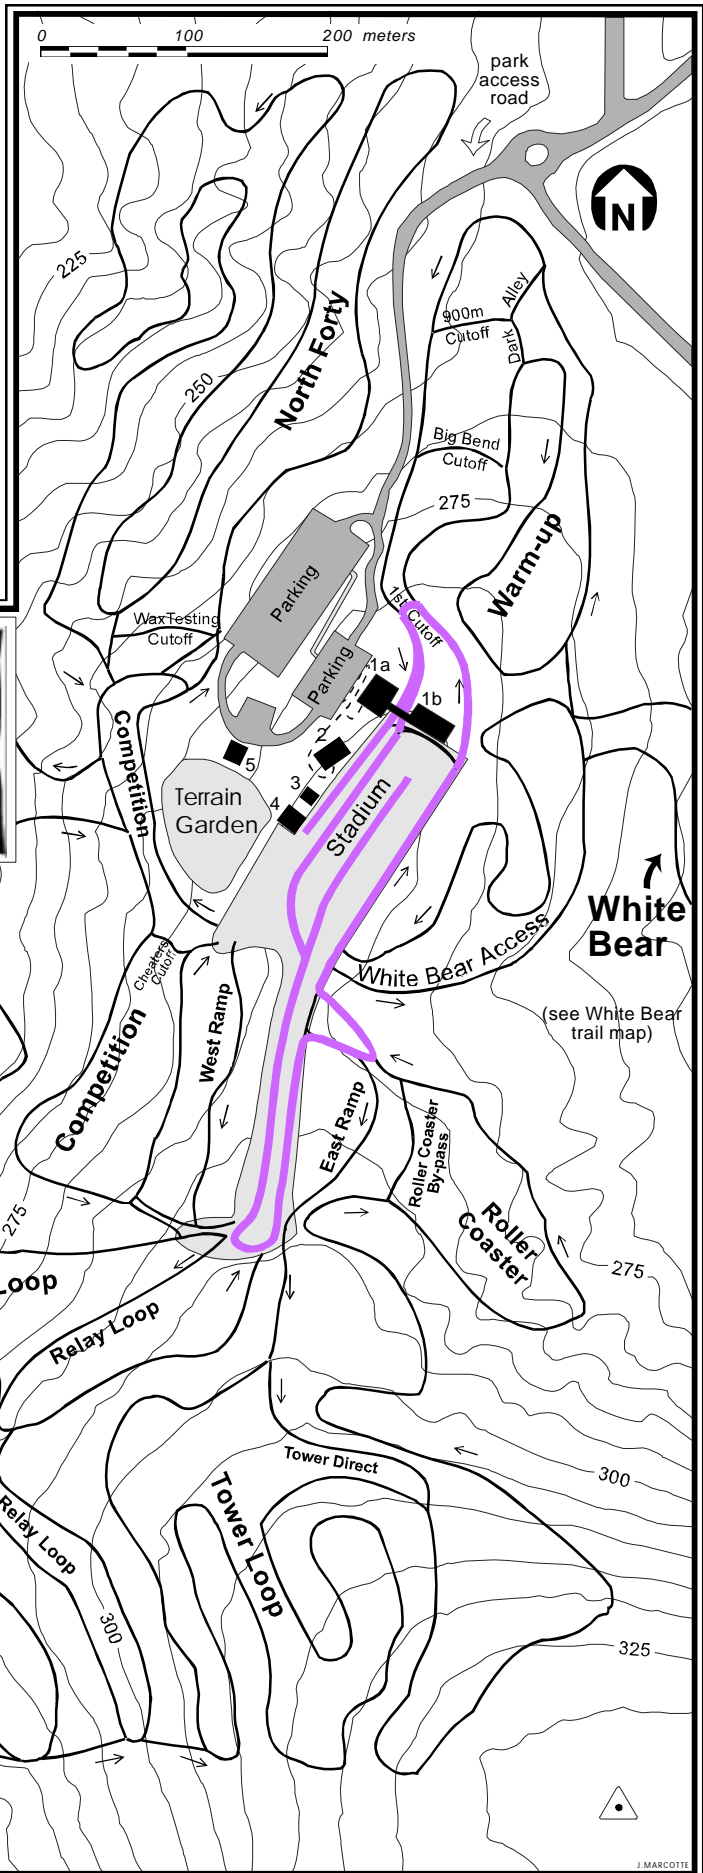 0 100 200 meters
park
access
road
N
225
900m
Cutoff
Dark Alley
North Forty
250
Big Bend
Cutoff
275
Warm-up
Parking
1st Cutoff
WaxTesting
Cutoff
Parking
1a
1b
2
5
3
4
Competition
Terrain
Garden
Stadium
White
Bear
White Bear Access
Cheaters
Cutoff
(see White Bear
trail map)
West Ramp
Competition
East Ramp
Roller Coaster
By-pass
Roller
Coaster
275
275
Loop
Relay Loop
Tower Direct
300
Tower Loop
Relay Loop
300
325
J.MARCOTTE